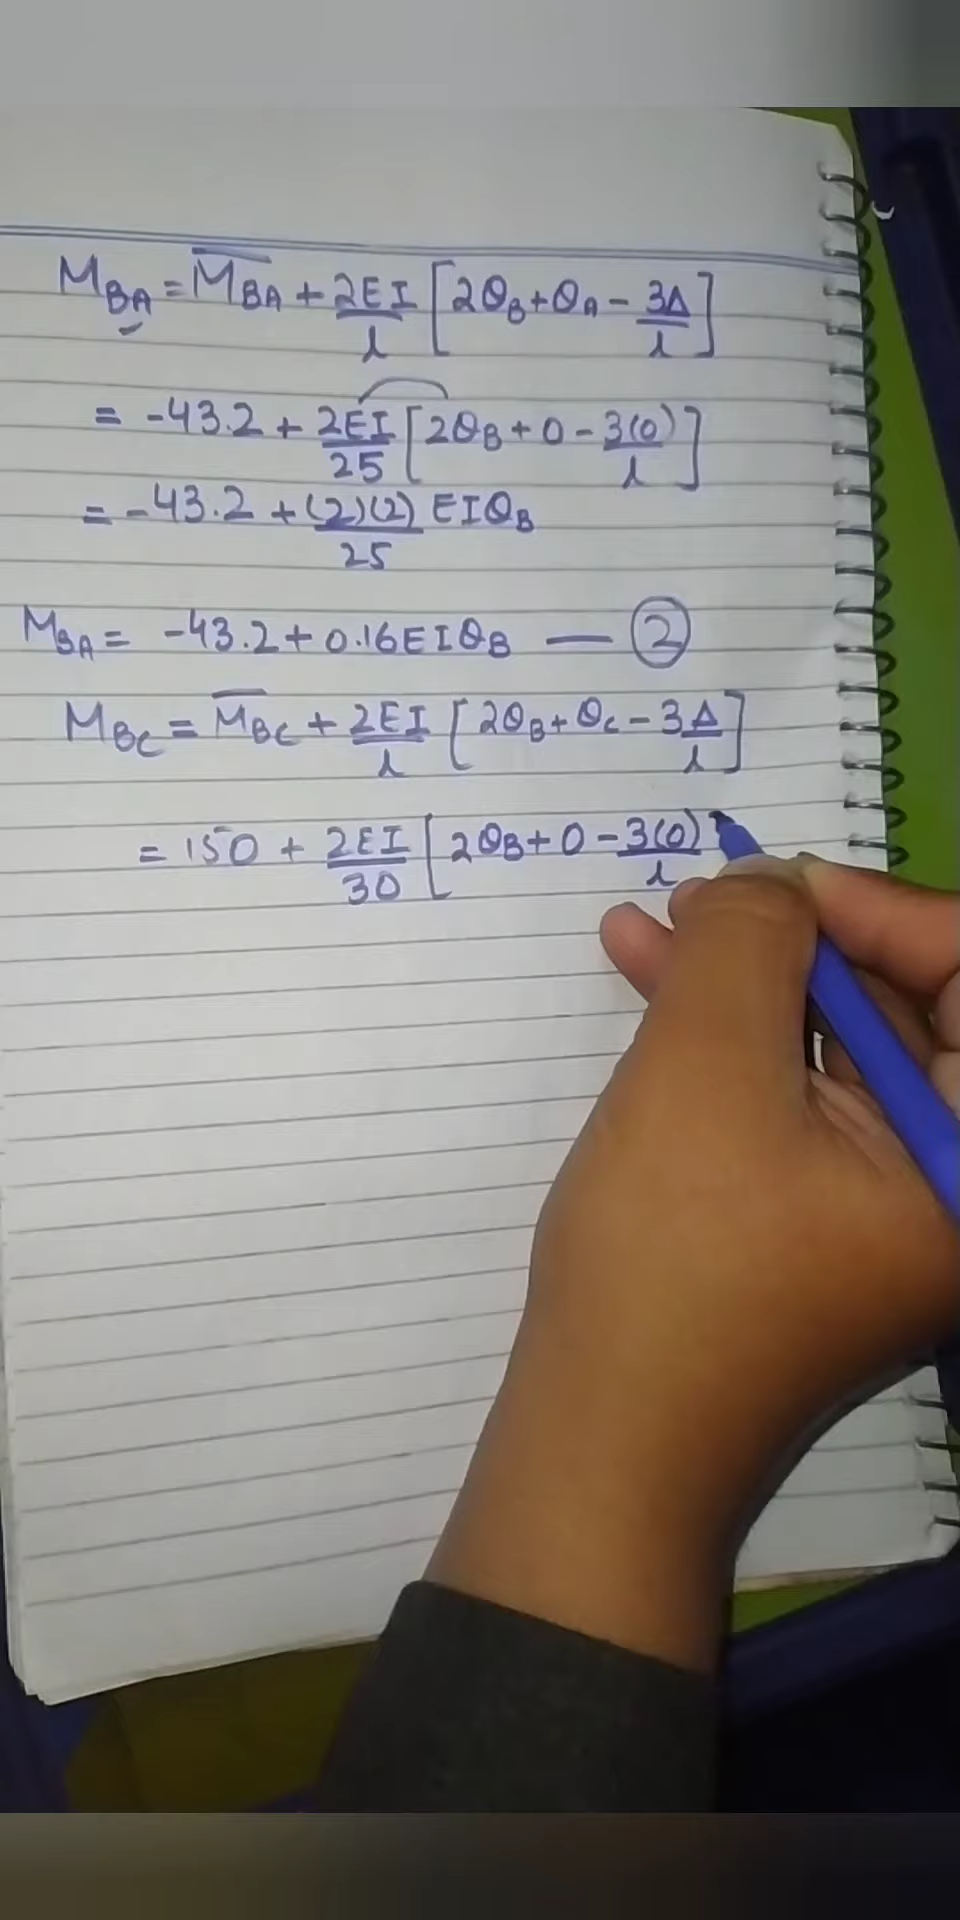 M_BA = M̅_BA + 2EI/l [2θ_B + θ_A − 3Δ/l]
= -43.2 + 2EI/25 [2θ_B + 0 − 3(0)/l]
= -43.2 + (2)(2)/25 EIθ_B
M_BA = -43.2 + 0.16EIθ_B — ②
M_BC = M̅_BC + 2EI/l [2θ_B + θ_C − 3Δ/l]
= 150 + 2EI/30 [2θ_B + 0 − 3(0)/l